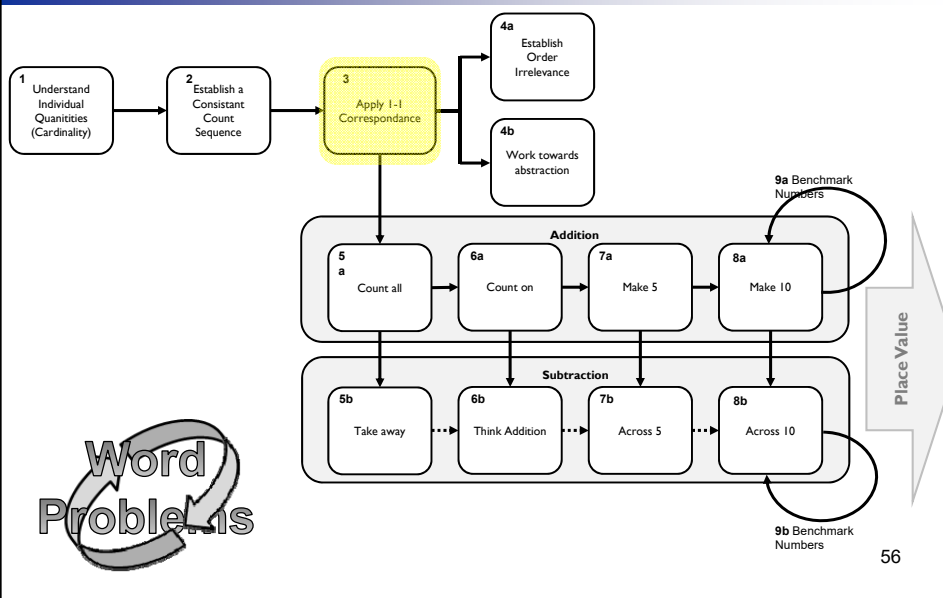 1
Understand
Individual
Quanitities
(Cardinality)
2
Establish a
Consistant
Count
Sequence
3
Apply 1-1
Correspondance
4a
Establish
Order
Irrelevance
4b
Work towards
abstraction
9a Benchmark
Numbers
Addition
5
a
Count all
6a
Count on
7a
Make 5
8a
Make 10
Place Value
Subtraction
5b
Take away
6b
Think Addition
7b
Across 5
8b
Across 10
9b Benchmark
Numbers
Word
Problems
56